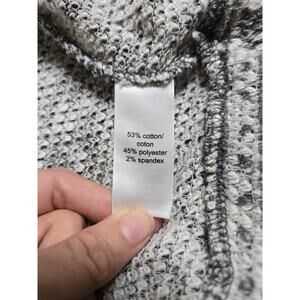 53% cotton/
coton
45% polyester
2% spandex